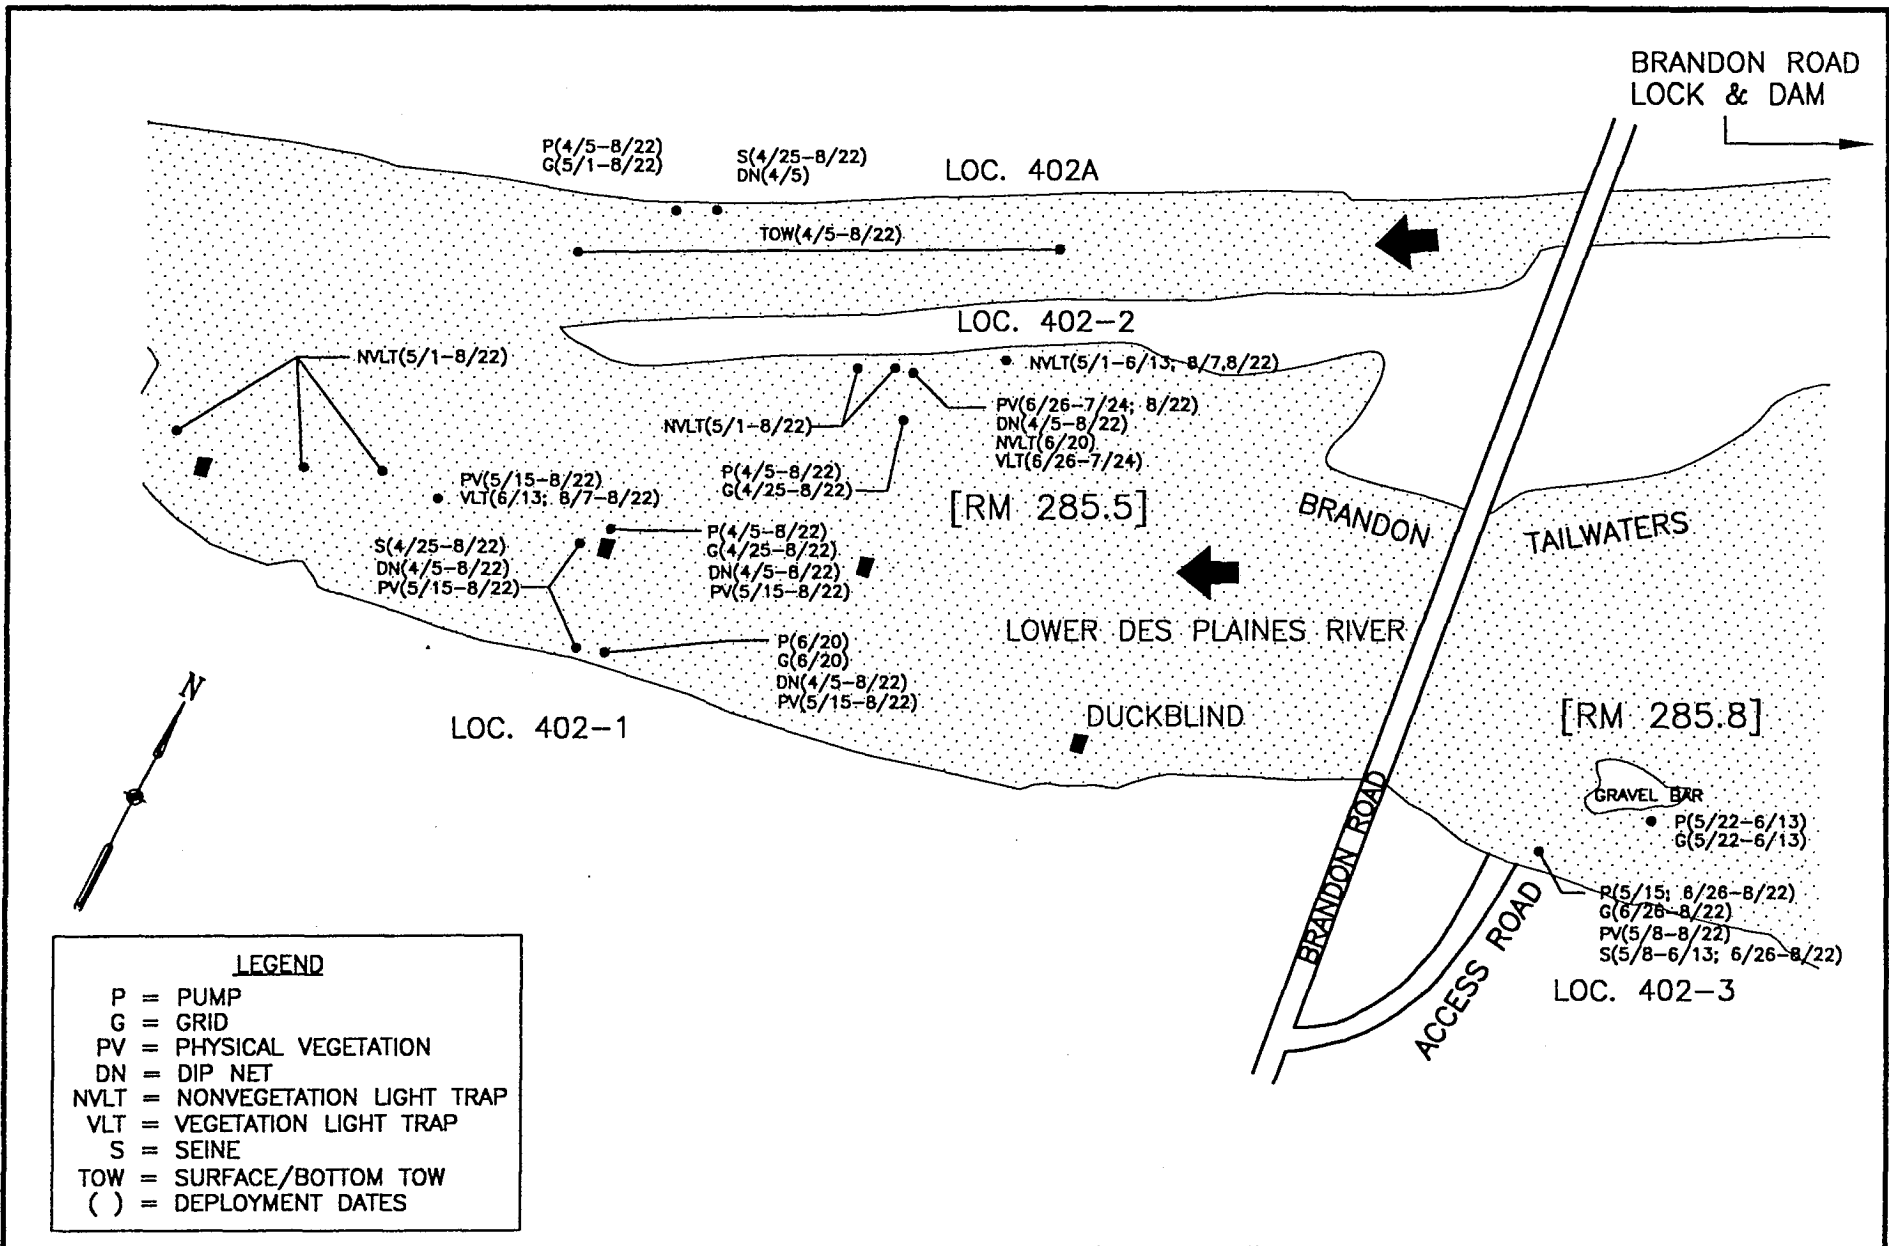 BRANDON ROAD
LOCK & DAM
P(4/5-8/22)
G(5/1-8/22)
S(4/25-8/22)
DN(4/5)
LOC. 402A
TOW(4/5-8/22)
LOC. 402-2
NVLT(5/1-8/22)
NVLT(5/1-6/13; 8/7,8/22)
NVLT(5/1-8/22)
PV(6/26-7/24; 8/22)
DN(4/5-8/22)
NVLT(6/20)
VLT(6/26-7/24)
P(4/5-8/22)
G(4/25-8/22)
PV(5/15-8/22)
VLT(6/13; 8/7-8/22)
[RM 285.5]
BRANDON TAILWATERS
S(4/25-8/22)
DN(4/5-8/22)
PV(5/15-8/22)
P(4/5-8/22)
G(4/25-8/22)
DN(4/5-8/22)
PV(5/15-8/22)
LOWER DES PLAINES RIVER
P(6/20)
G(6/20)
DN(4/5-8/22)
PV(5/15-8/22)
N
LOC. 402-1
DUCKBLIND
[RM 285.8]
GRAVEL BAR
P(5/22-6/13)
G(5/22-6/13)
BRANDON ROAD
ACCESS ROAD
P(5/15; 6/26-8/22)
G(6/26-8/22)
PV(5/8-8/22)
S(5/8-6/13; 6/26-8/22)
LOC. 402-3
LEGEND
P = PUMP
G = GRID
PV = PHYSICAL VEGETATION
DN = DIP NET
NVLT = NONVEGETATION LIGHT TRAP
VLT = VEGETATION LIGHT TRAP
S = SEINE
TOW = SURFACE/BOTTOM TOW
( ) = DEPLOYMENT DATES